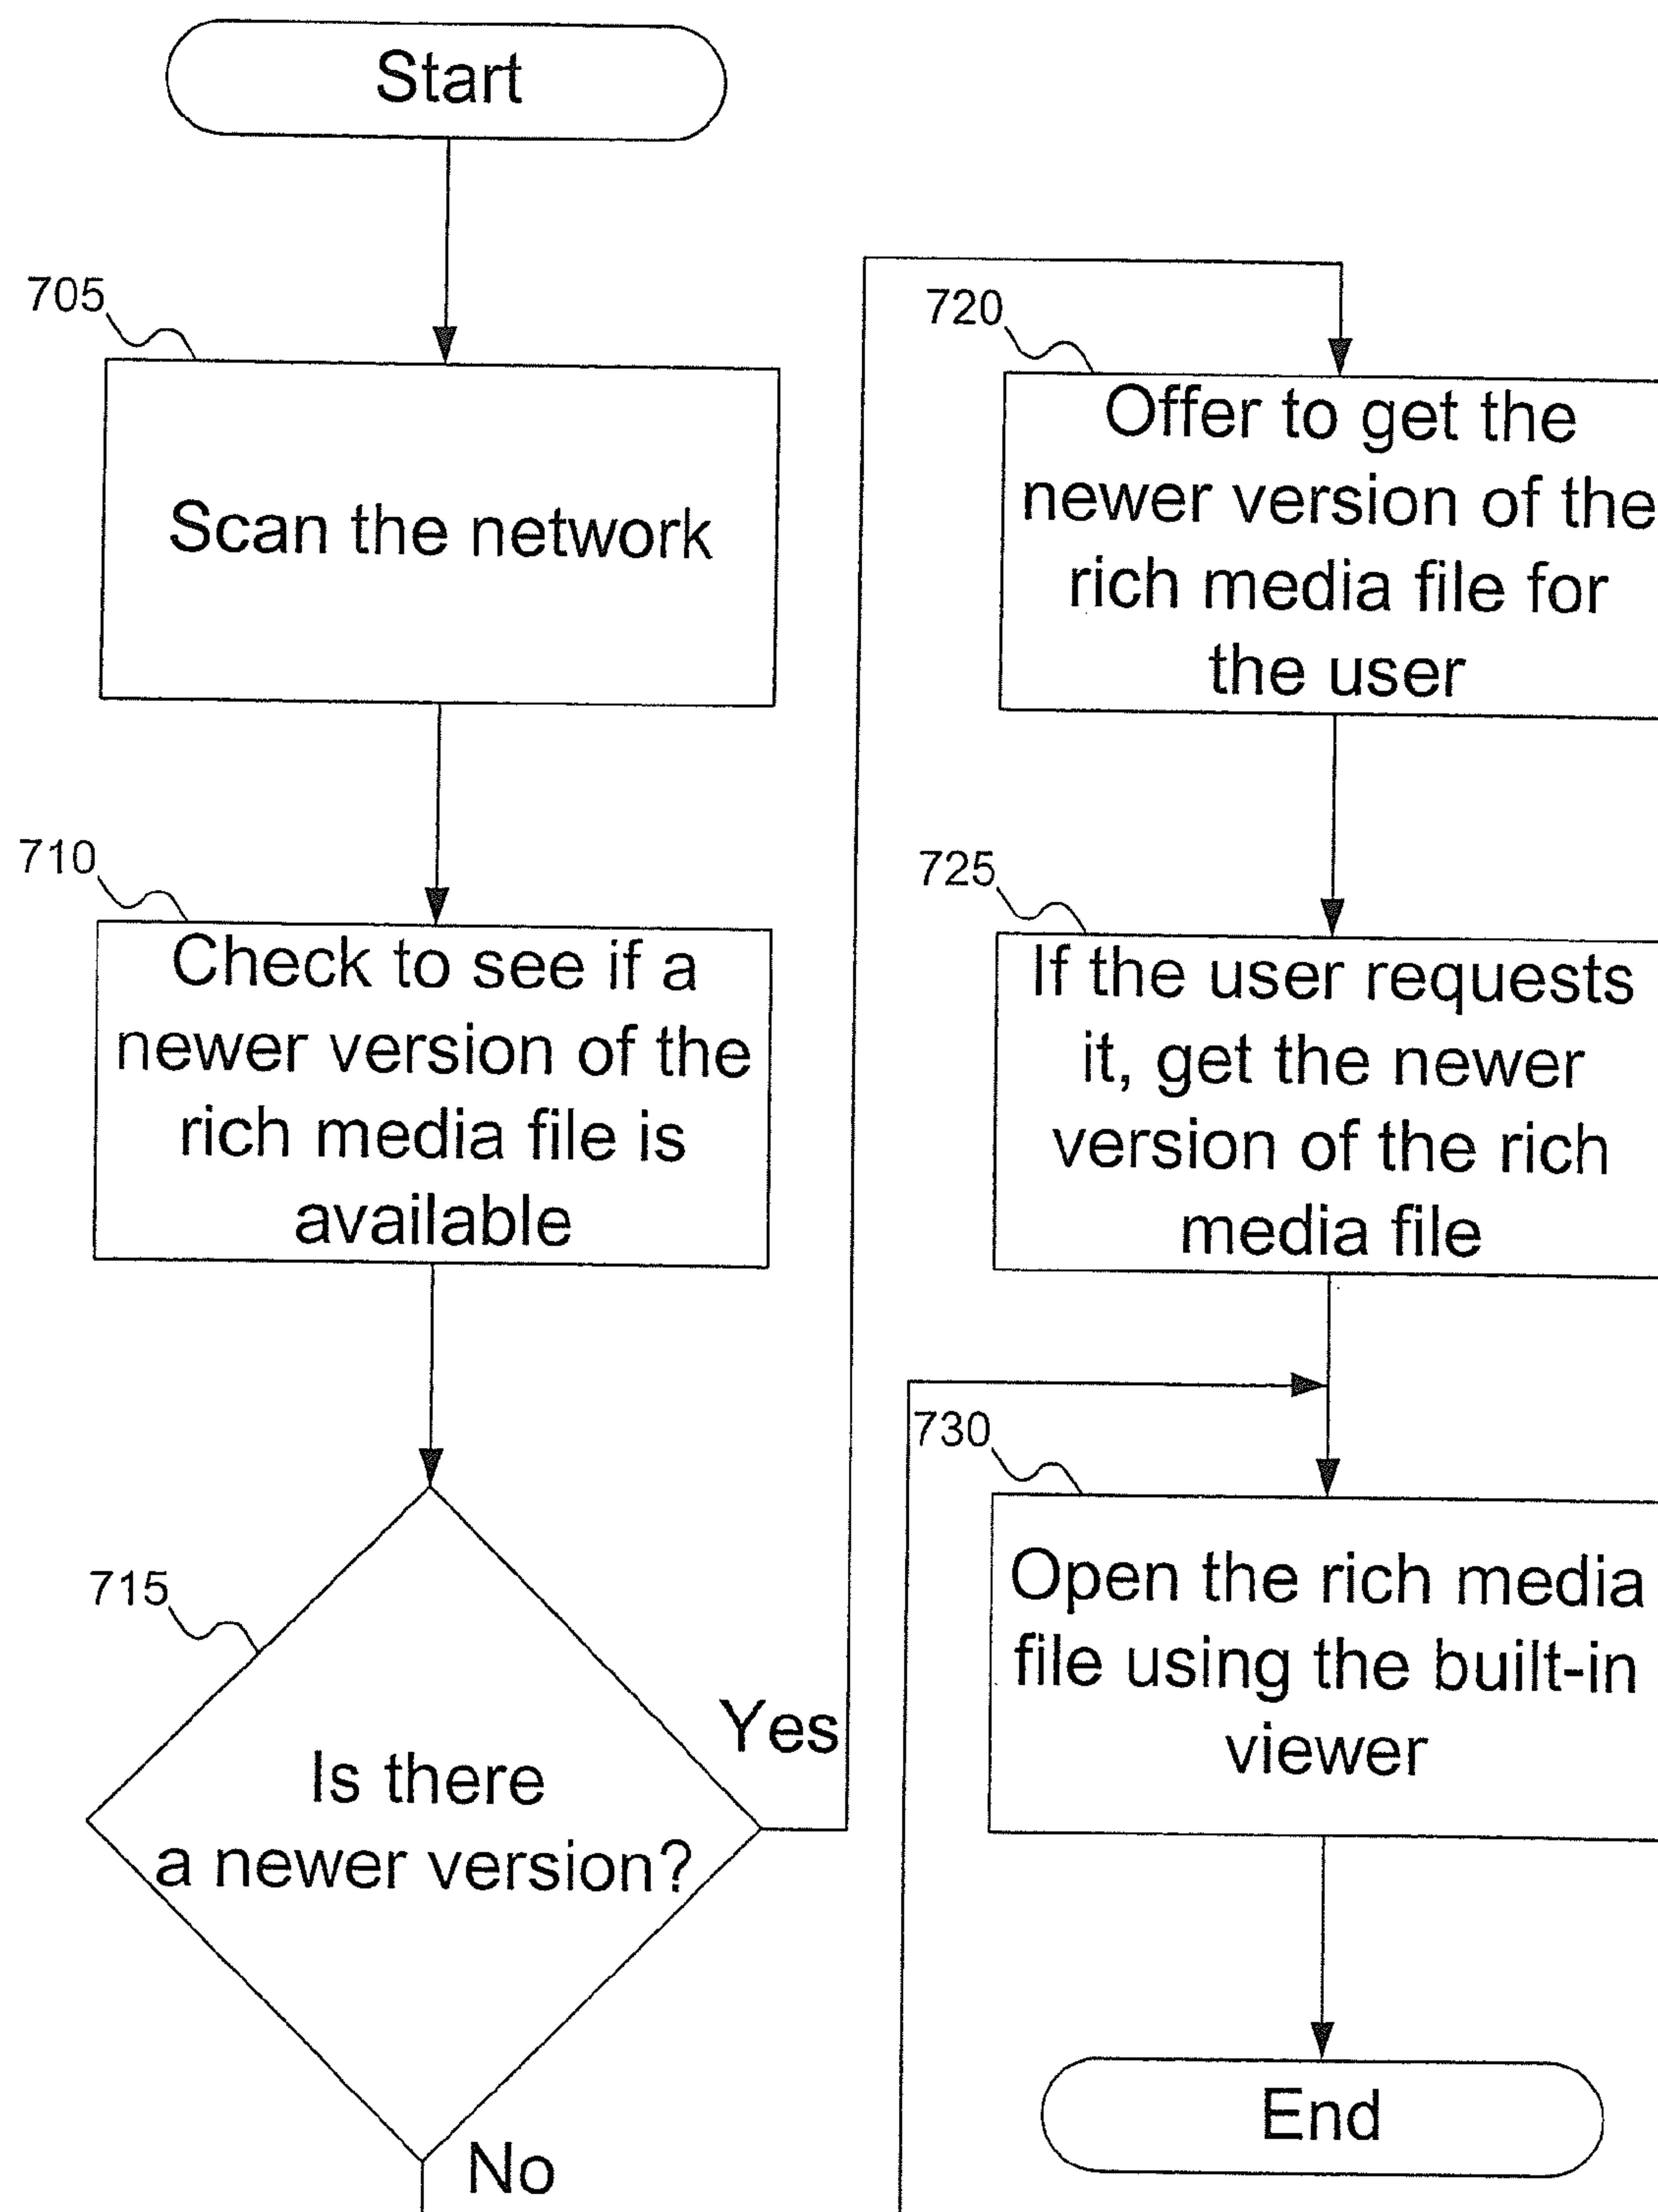 Start
705
Scan the network
710
Check to see if a
newer version of the
rich media file is
available
715
Is there
a newer version?
Yes
No
720
Offer to get the
newer version of the
rich media file for
the user
725
If the user requests
it, get the newer
version of the rich
media file
730
Open the rich media
file using the built-in
viewer
End